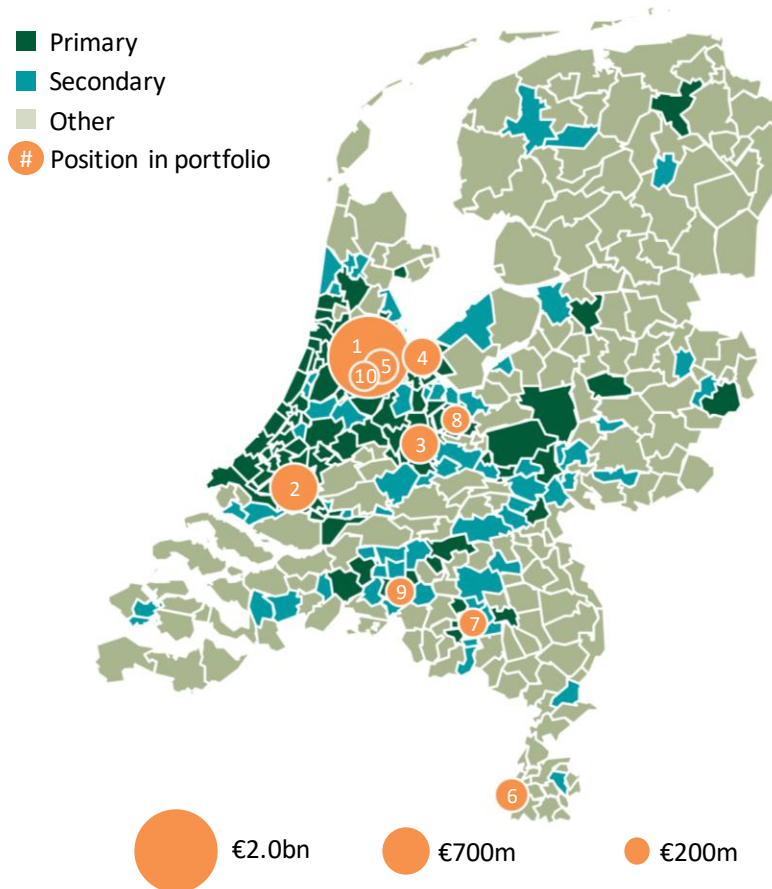 Primary
Secondary
Other
# Position in portfolio
1
5
4
10
8
3
2
9
7
6
€2.0bn
€700m
€200m